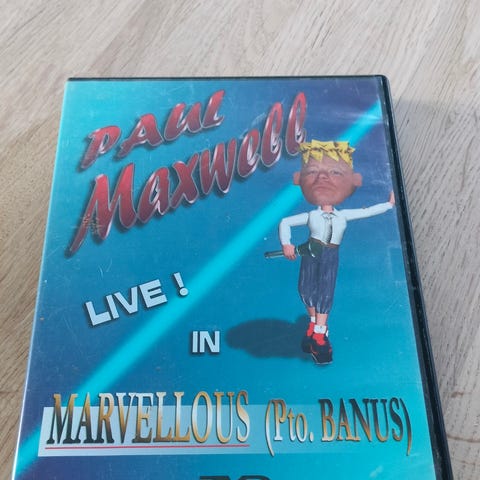 PAUL
Maxwell
LIVE !
IN
MARVELLOUS (Pto. BANUS)